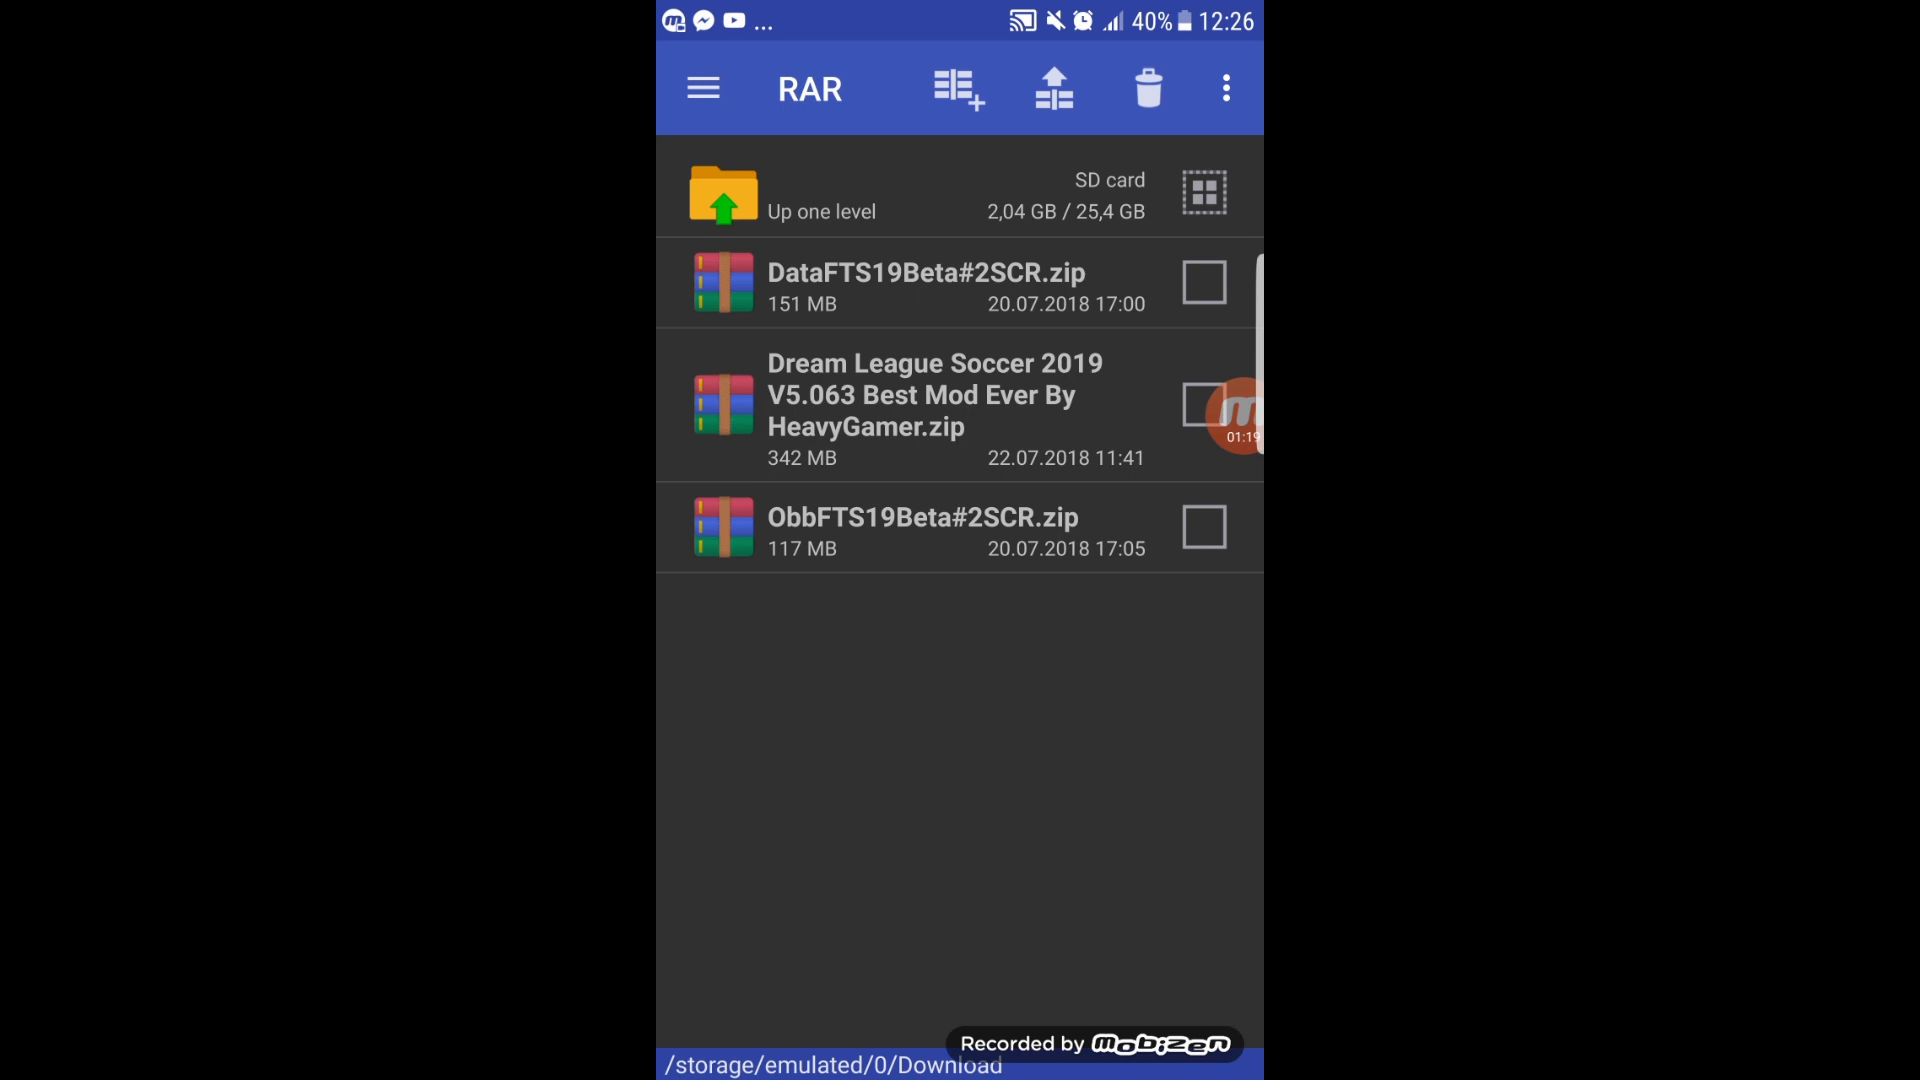 ... 40% 12:26
RAR
SD card
Up one level 2,04 GB / 25,4 GB
DataFTS19Beta#2SCR.zip
151 MB 20.07.2018 17:00
Dream League Soccer 2019
V5.063 Best Mod Ever By
HeavyGamer.zip
342 MB 22.07.2018 11:41
01:19
ObbFTS19Beta#2SCR.zip
117 MB 20.07.2018 17:05
Recorded by mobizen
/storage/emulated/0/Download